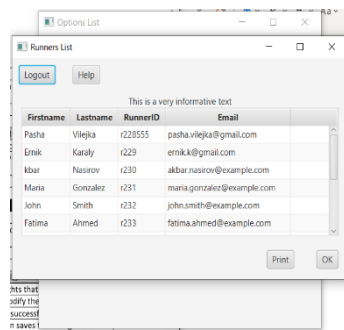 Options List
Runners List
Logout Help
This is a very informative text
Firstname Lastname RunnerID Email
Pasha Vilejka r228555 pasha.vilejka@gmail.com
Ernik Karaly r229 ernik.k@gmail.com
kbar Nasirov r230 akbar.nasirov@example.com
Maria Gonzalez r231 maria.gonzalez@example.com
John Smith r232 john.smith@example.com
Fatima Ahmed r233 fatima.ahmed@example.com
Print OK
hts that
odify the
successf
n saves